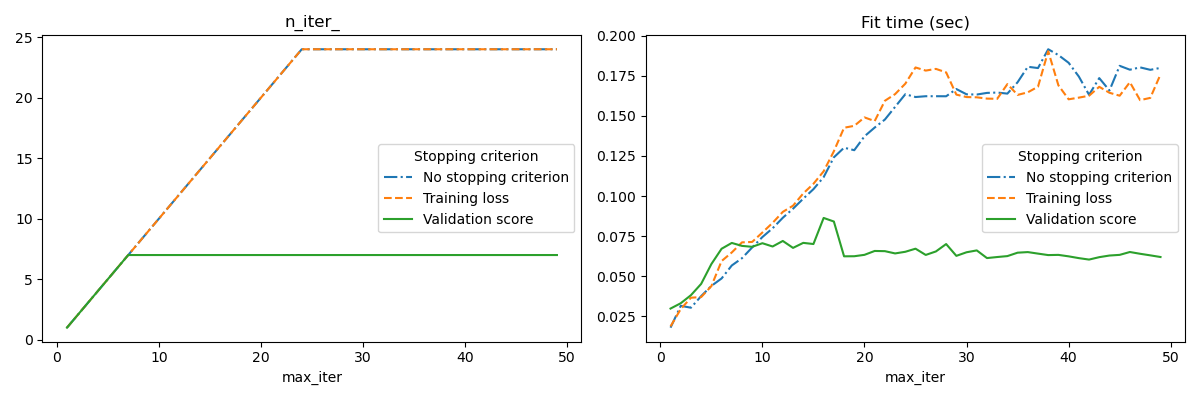 n_iter_
25
20
15
10
5
0
Stopping criterion
No stopping criterion
Training loss
Validation score
0 10 20 30 40 50
max_iter
Fit time (sec)
0.200
0.175
0.150
0.125
0.100
0.075
0.050
0.025
Stopping criterion
No stopping criterion
Training loss
Validation score
0 10 20 30 40 50
max_iter